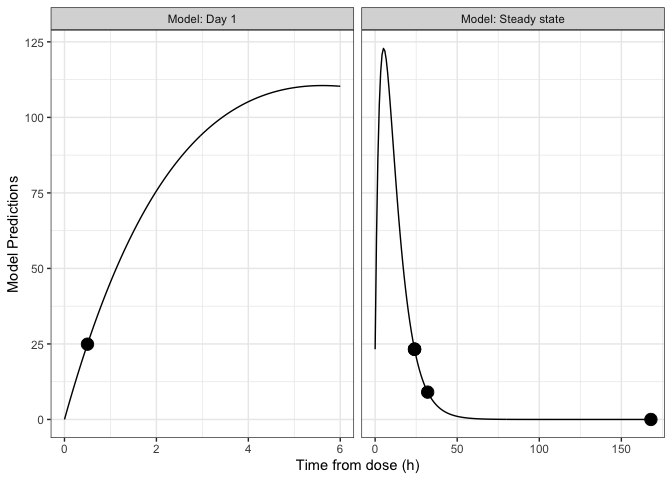 Model: Day 1
Model: Steady state
Model Predictions
125
100
75
50
25
0
0 2 4 6
0 50 100 150
Time from dose (h)